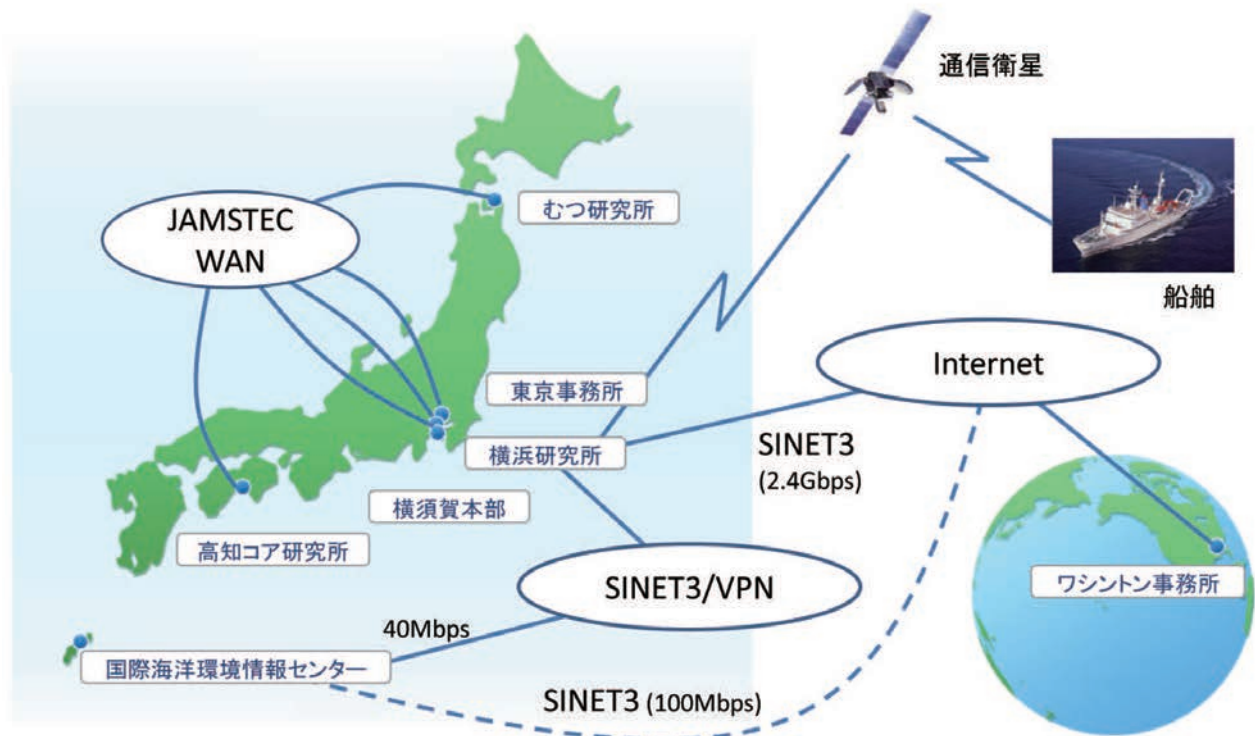 通信衛星
船舶
JAMSTEC
WAN
むつ研究所
東京事務所
横浜研究所
横須賀本部
高知コア研究所
Internet
SINET3
(2.4Gbps)
SINET3/VPN
40Mbps
国際海洋環境情報センター
SINET3 (100Mbps)
ワシントン事務所